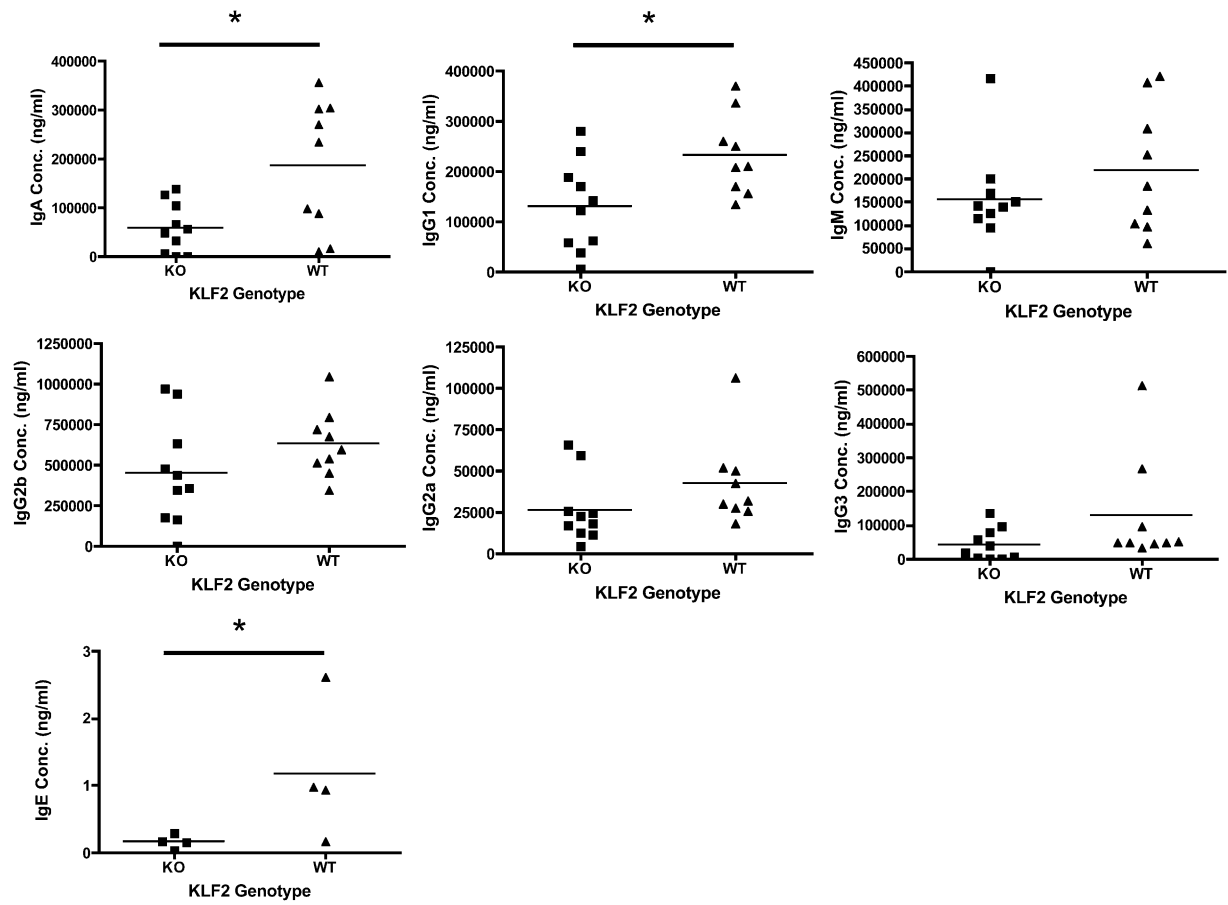 *
IgA Conc. (ng/ml)
400000
300000
200000
100000
0
KO WT
KLF2 Genotype
*
IgG1 Conc. (ng/ml)
400000
300000
200000
100000
0
KO WT
KLF2 Genotype
IgM Conc. (ng/ml)
450000
400000
350000
300000
250000
200000
150000
100000
50000
0
KO WT
KLF2 Genotype
IgG2b Conc. (ng/ml)
1250000
1000000
750000
500000
250000
0
KO WT
KLF2 Genotype
IgG2a Conc. (ng/ml)
125000
100000
75000
50000
25000
0
KO WT
KLF2 Genotype
IgG3 Conc. (ng/ml)
600000
500000
400000
300000
200000
100000
0
KO WT
KLF2 Genotype
*
IgE Conc. (ng/ml)
3
2
1
0
KO WT
KLF2 Genotype